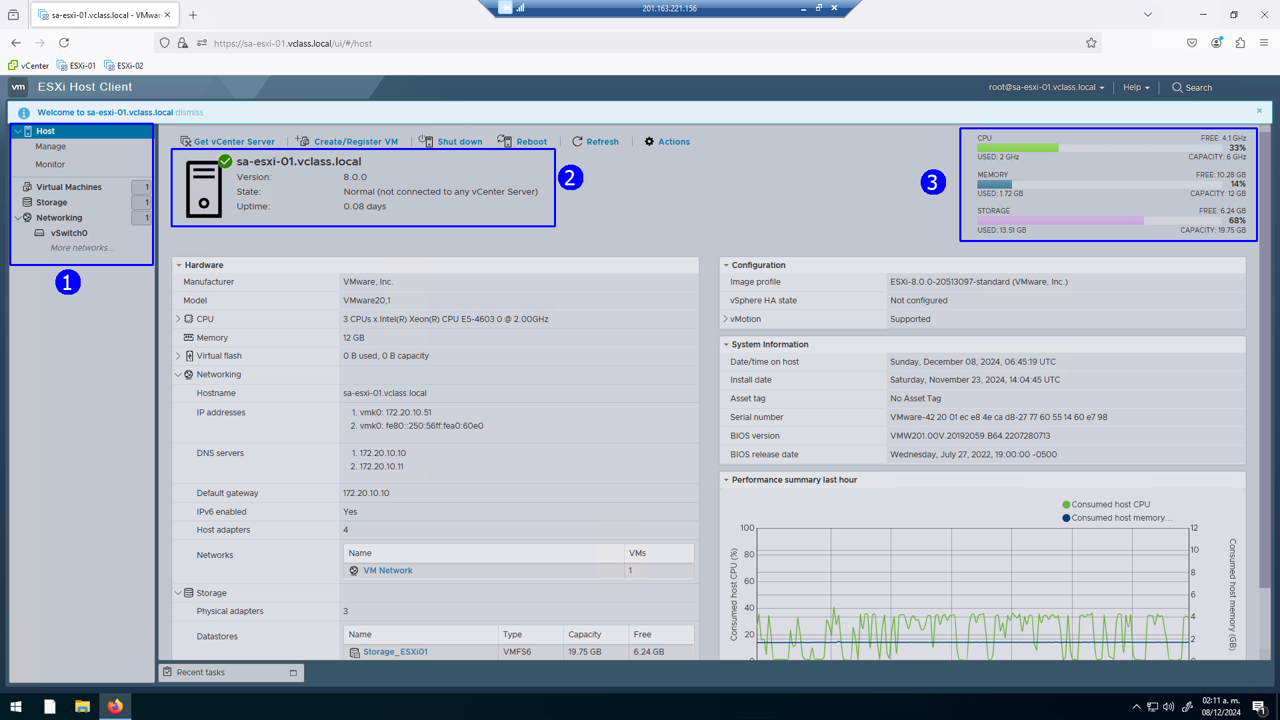 201.163.221.156
sa-esxi-01.vclass.local - VMwar
https://sa-esxi-01.vclass.local/ui/#/host
vCenter ESXi-01 ESXi-02
vm ESXi Host Client root@sa-esxi-01.vclass.local Help Search
Welcome to sa-esxi-01.vclass.local dismiss
Host
Manage
Monitor
Virtual Machines 1
Storage 1
Networking 1
vSwitch0
More networks...
1
Get vCenter Server Create/Register VM Shut down Reboot Refresh Actions
sa-esxi-01.vclass.local
Version: 8.0.0
State: Normal (not connected to any vCenter Server)
Uptime: 0.08 days
2
3
CPU FREE: 4.1 GHz
33%
USED: 2 GHz CAPACITY: 6 GHz
MEMORY FREE: 10.28 GB
14%
USED: 1.72 GB CAPACITY: 12 GB
STORAGE FREE: 6.24 GB
68%
USED: 13.51 GB CAPACITY: 19.75 GB
Hardware
Manufacturer VMware, Inc.
Model VMware20,1
CPU 3 CPUs x Intel(R) Xeon(R) CPU E5-4603 0 @ 2.00GHz
Memory 12 GB
Virtual flash 0 B used, 0 B capacity
Networking
Hostname sa-esxi-01.vclass.local
IP addresses 1. vmk0: 172.20.10.51
2. vmk0: fe80::250:56ff:fea0:60e0
DNS servers 1. 172.20.10.10
2. 172.20.10.11
Default gateway 172.20.10.10
IPv6 enabled Yes
Host adapters 4
Networks Name VMs
VM Network 1
Storage
Physical adapters 3
Datastores Name Type Capacity Free
Storage_ESXi01 VMFS6 19.75 GB 6.24 GB
Configuration
Image profile ESXi-8.0.0-20513097-standard (VMware, Inc.)
vSphere HA state Not configured
vMotion Supported
System Information
Date/time on host Sunday, December 08, 2024, 06:45:19 UTC
Install date Saturday, November 23, 2024, 14:04:45 UTC
Asset tag No Asset Tag
Serial number VMware-42 20 01 ec e8 4e ca d8-27 77 60 55 14 60 e7 98
BIOS version VMW201.00V.20192059.B64.2207280713
BIOS release date Wednesday, July 27, 2022, 19:00:00 -0500
Performance summary last hour
Consumed host CPU
Consumed host memory...
Consumed host CPU (%)
100
80
60
40
20
12
10
8
6
4
2
Consumed host memory (GB)
Recent tasks
02:11 a. m.
08/12/2024
1